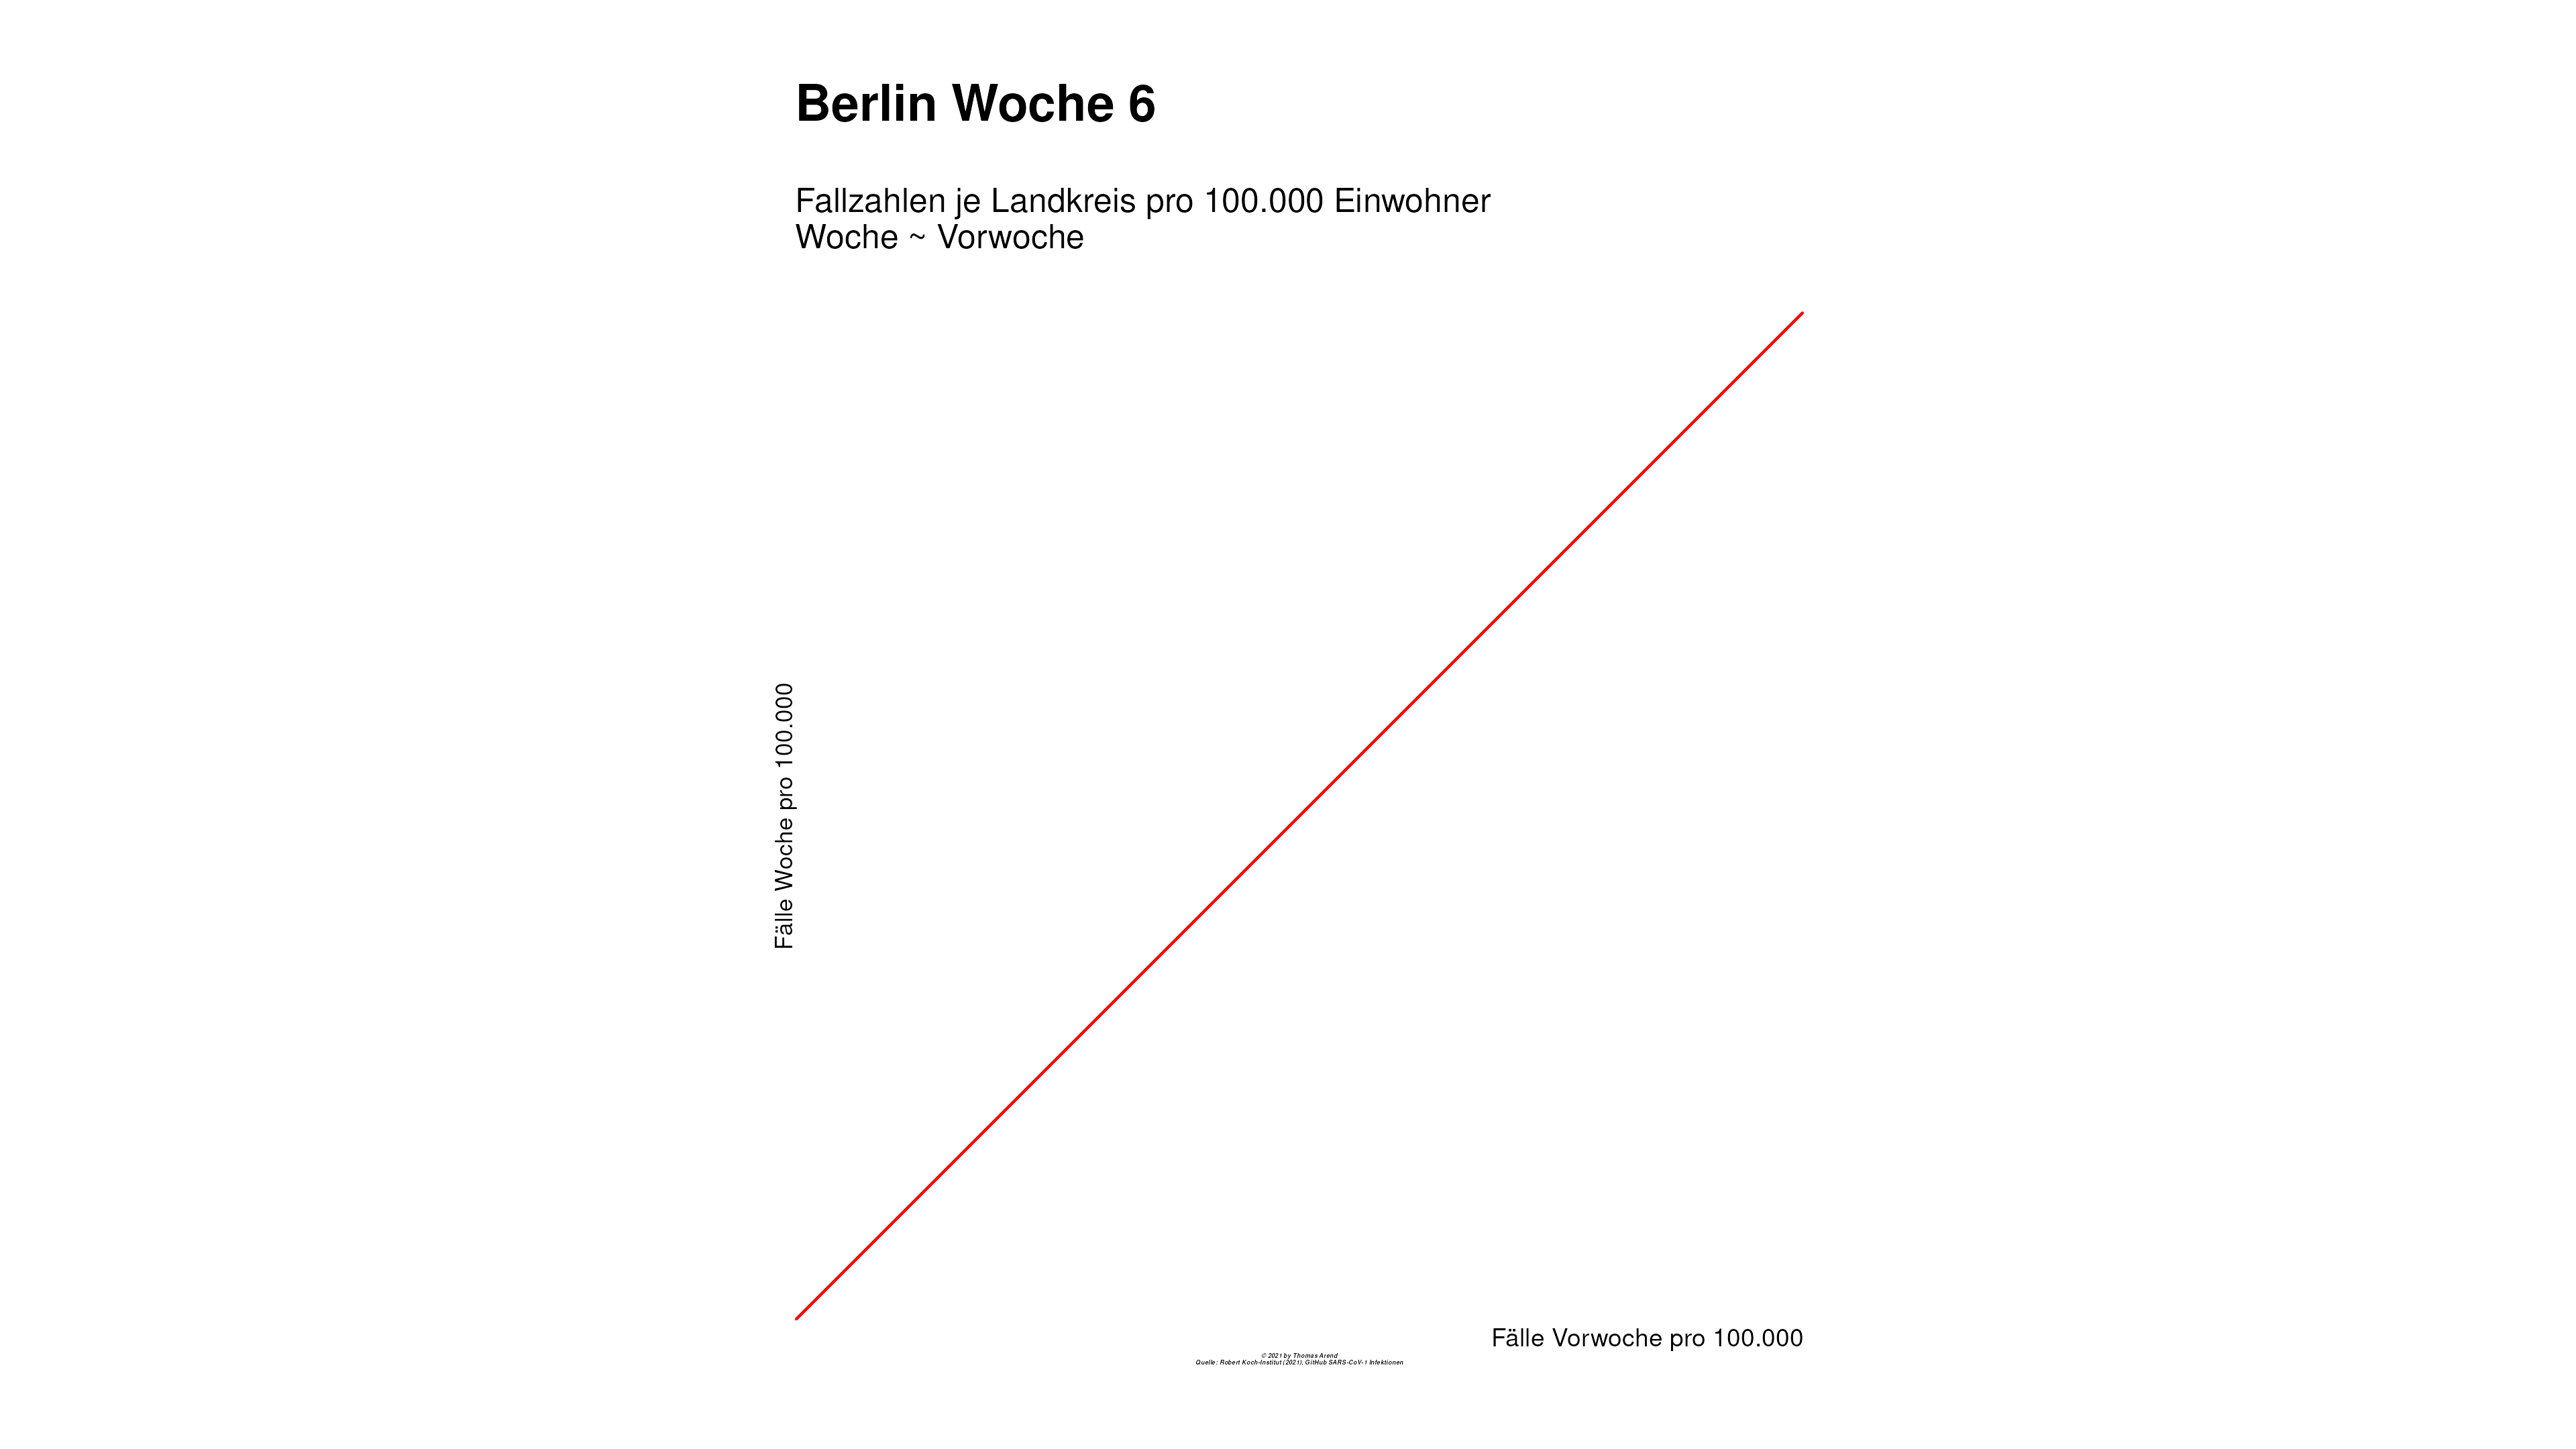 Berlin Woche 6
Fallzahlen je Landkreis pro 100.000 Einwohner
Woche ~ Vorwoche
Fälle Woche pro 100.000
Fälle Vorwoche pro 100.000
© 2021 by Thomas Arend
Quelle: Robert Koch-Institut (2021), GitHub SARS-CoV-1 Infektionen